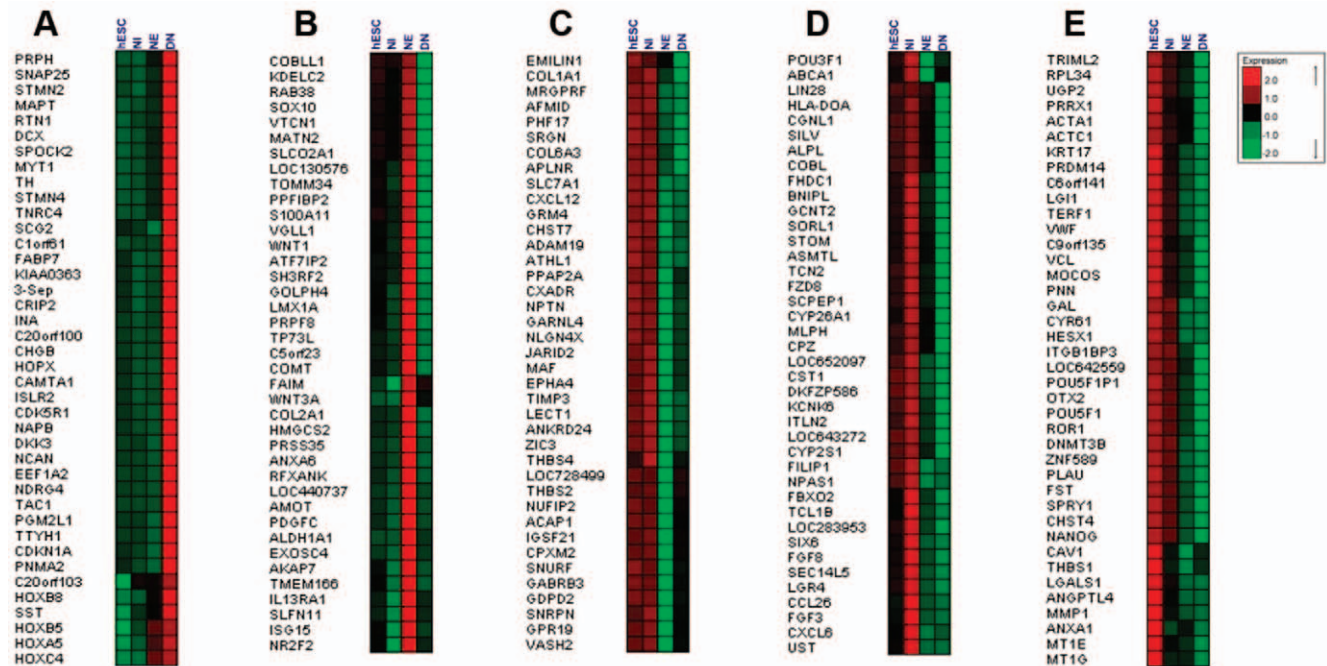 A
hESC
NI
NE
DN
PRPH
SNAP25
STMN2
MAPT
RTN1
DCX
SPOCK2
MYT1
TH
STMN4
TNRC4
SCG2
C1orf61
FABP7
KIAA0363
3-Sep
CRIP2
INA
C20orf100
CHGB
HOPX
CAMTA1
ISLR2
CDK5R1
NAPB
DKK3
NCAN
EEF1A2
NDRG4
TAC1
PGM2L1
TTYH1
CDKN1A
PNMA2
C20orf103
HOXB8
SST
HOXB5
HOXA5
HOXC4
B
hESC
NI
NE
DN
COBLL1
KDELC2
RAB38
SOX10
VTCN1
MATN2
SLCO2A1
LOC130576
TOMM34
PPFIBP2
S100A11
VGLL1
WNT1
ATF7IP2
SH3RF2
GOLPH4
LMX1A
PRPF8
TP73L
C5orf23
COMT
FAIM
WNT3A
COL2A1
HMGCS2
PRSS35
ANXA6
RFXANK
LOC440737
AMOT
PDGFC
ALDH1A1
EXOSC4
AKAP7
TMEM166
IL13RA1
SLFN11
ISG15
NR2F2
C
hESC
NI
NE
DN
EMILIN1
COL1A1
MRGPRF
AFMID
PHF17
SRGN
COL6A3
APLNR
SLC7A1
CXCL12
GRM4
CHST7
ADAM19
ATHL1
PPAP2A
CXADR
NPTN
GARNL4
NLGN4X
JARID2
MAF
EPHA4
TIMP3
LECT1
ANKRD24
ZIC3
THBS4
LOC728499
THBS2
NUFIP2
ACAP1
IGSF21
CPXM2
SNURF
GABRB3
GDPD2
SNRPN
GPR19
VASH2
D
hESC
NI
NE
DN
POU3F1
ABCA1
LIN28
HLA-DOA
CGNL1
SILV
ALPL
COBL
FHDC1
BNIPL
GCNT2
SORL1
STOM
ASMTL
TCN2
FZD8
SCPEP1
CYP26A1
MLPH
CPZ
LOC652097
CST1
DKFZP586
KCNK6
ITLN2
LOC643272
CYP2S1
FILIP1
NPAS1
FBXO2
TCL1B
LOC283953
SIX6
FGF8
SEC14L5
LGR4
CCL26
FGF3
CXCL6
UST
E
hESC
NI
NE
DN
TRIML2
RPL34
UGP2
PRRX1
ACTA1
ACTC1
KRT17
PRDM14
C6orf141
LGI1
TERF1
VWF
C9orf135
VCL
MOCOS
PNN
GAL
CYR61
HESX1
ITGB1BP3
LOC642559
POU5F1P1
OTX2
POU5F1
ROR1
DNMT3B
ZNF589
PLAU
FST
SPRY1
CHST4
NANOG
CAV1
THBS1
LGALS1
ANGPTL4
MMP1
ANXA1
MT1E
MT1G
Expression
2.0
1.0
0.0
-1.0
-2.0